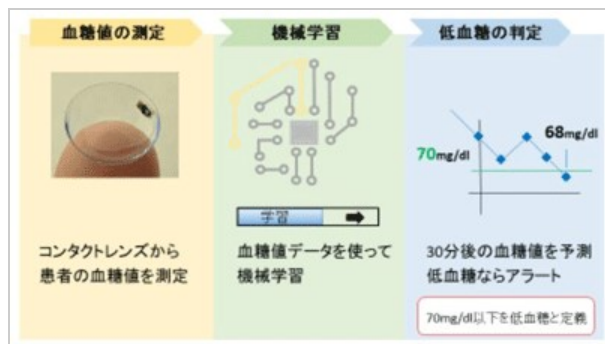 血糖値の測定
機械学習
低血糖の判定
70mg/dl
68mg/dl
学習
コンタクトレンズから
患者の血糖値を測定
血糖値データを使って
機械学習
30分後の血糖値を予測
低血糖ならアラート
70mg/dl以下を低血糖と定義